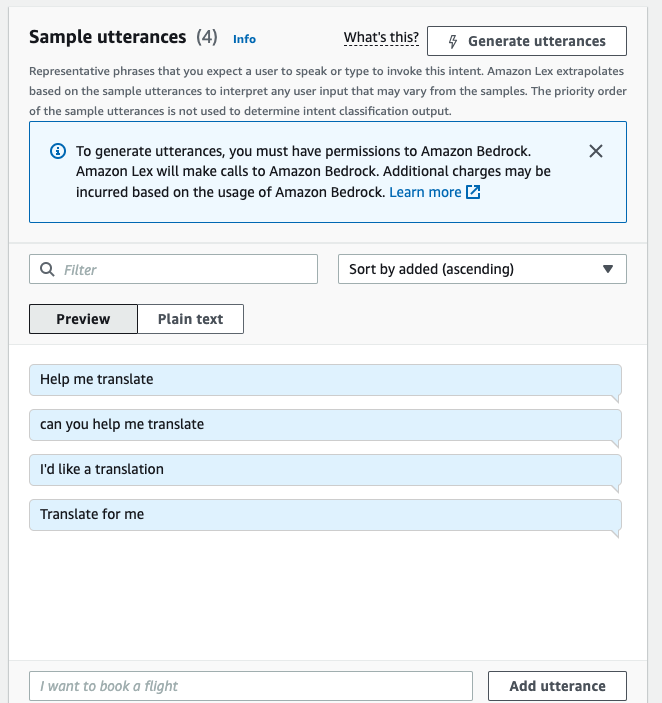 Sample utterances (4) Info
What's this?
Generate utterances
Representative phrases that you expect a user to speak or type to invoke this intent. Amazon Lex extrapolates
based on the sample utterances to interpret any user input that may vary from the samples. The priority order
of the sample utterances is not used to determine intent classification output.
To generate utterances, you must have permissions to Amazon Bedrock.
Amazon Lex will make calls to Amazon Bedrock. Additional charges may be
incurred based on the usage of Amazon Bedrock. Learn more
Filter
Sort by added (ascending)
Preview
Plain text
Help me translate
can you help me translate
I'd like a translation
Translate for me
I want to book a flight
Add utterance